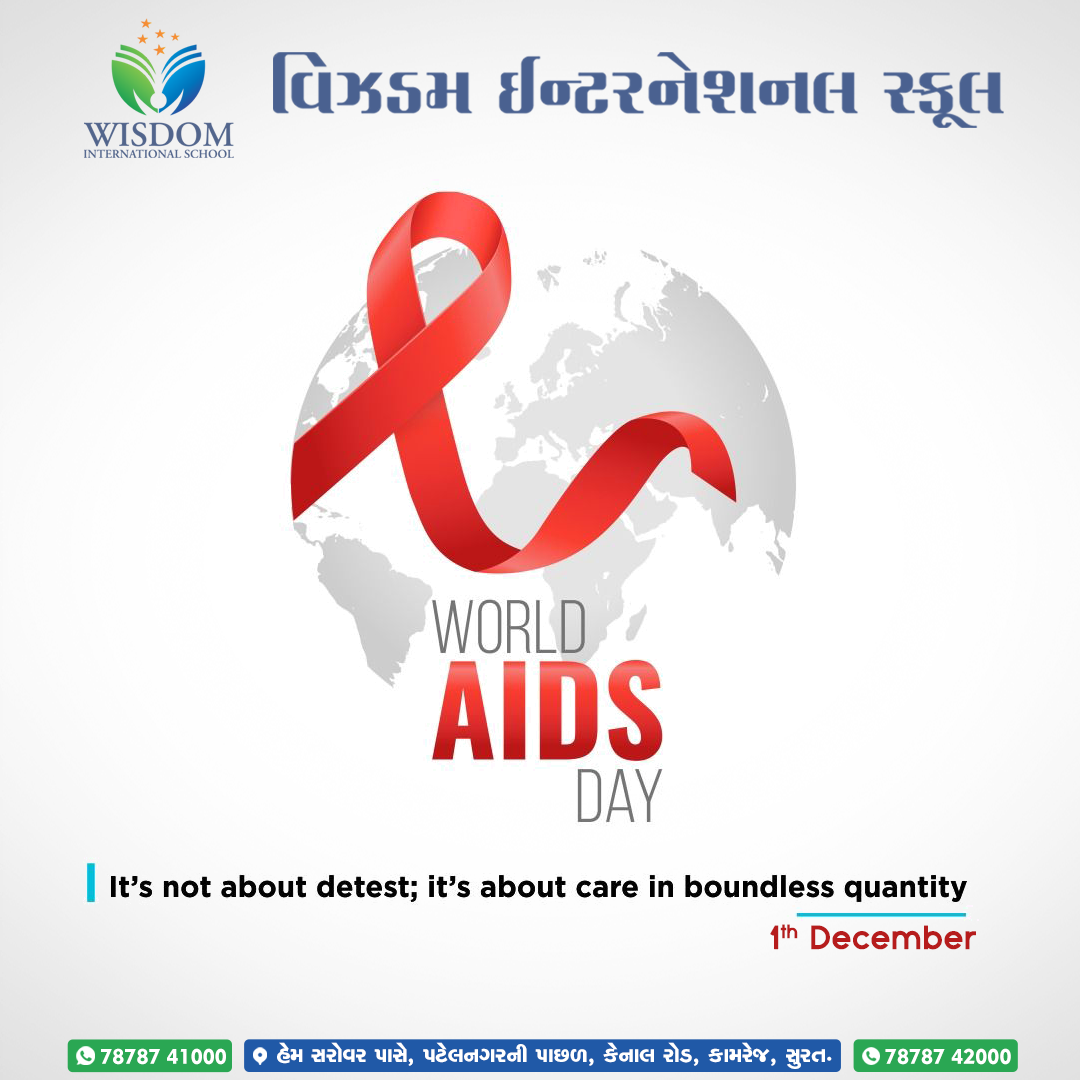 WISDOM
INTERNATIONAL SCHOOL
વિઝડમ ઈન્ટરનેશનલ સ્કૂલ
WORLD
AIDS
DAY
It's not about detest; it's about care in boundless quantity
1th December
78787 41000
હેમ સરોવર પાસે, પટેલનગરની પાછળ, કેનાલ રોડ, કામરેજ, સુરત.
78787 42000